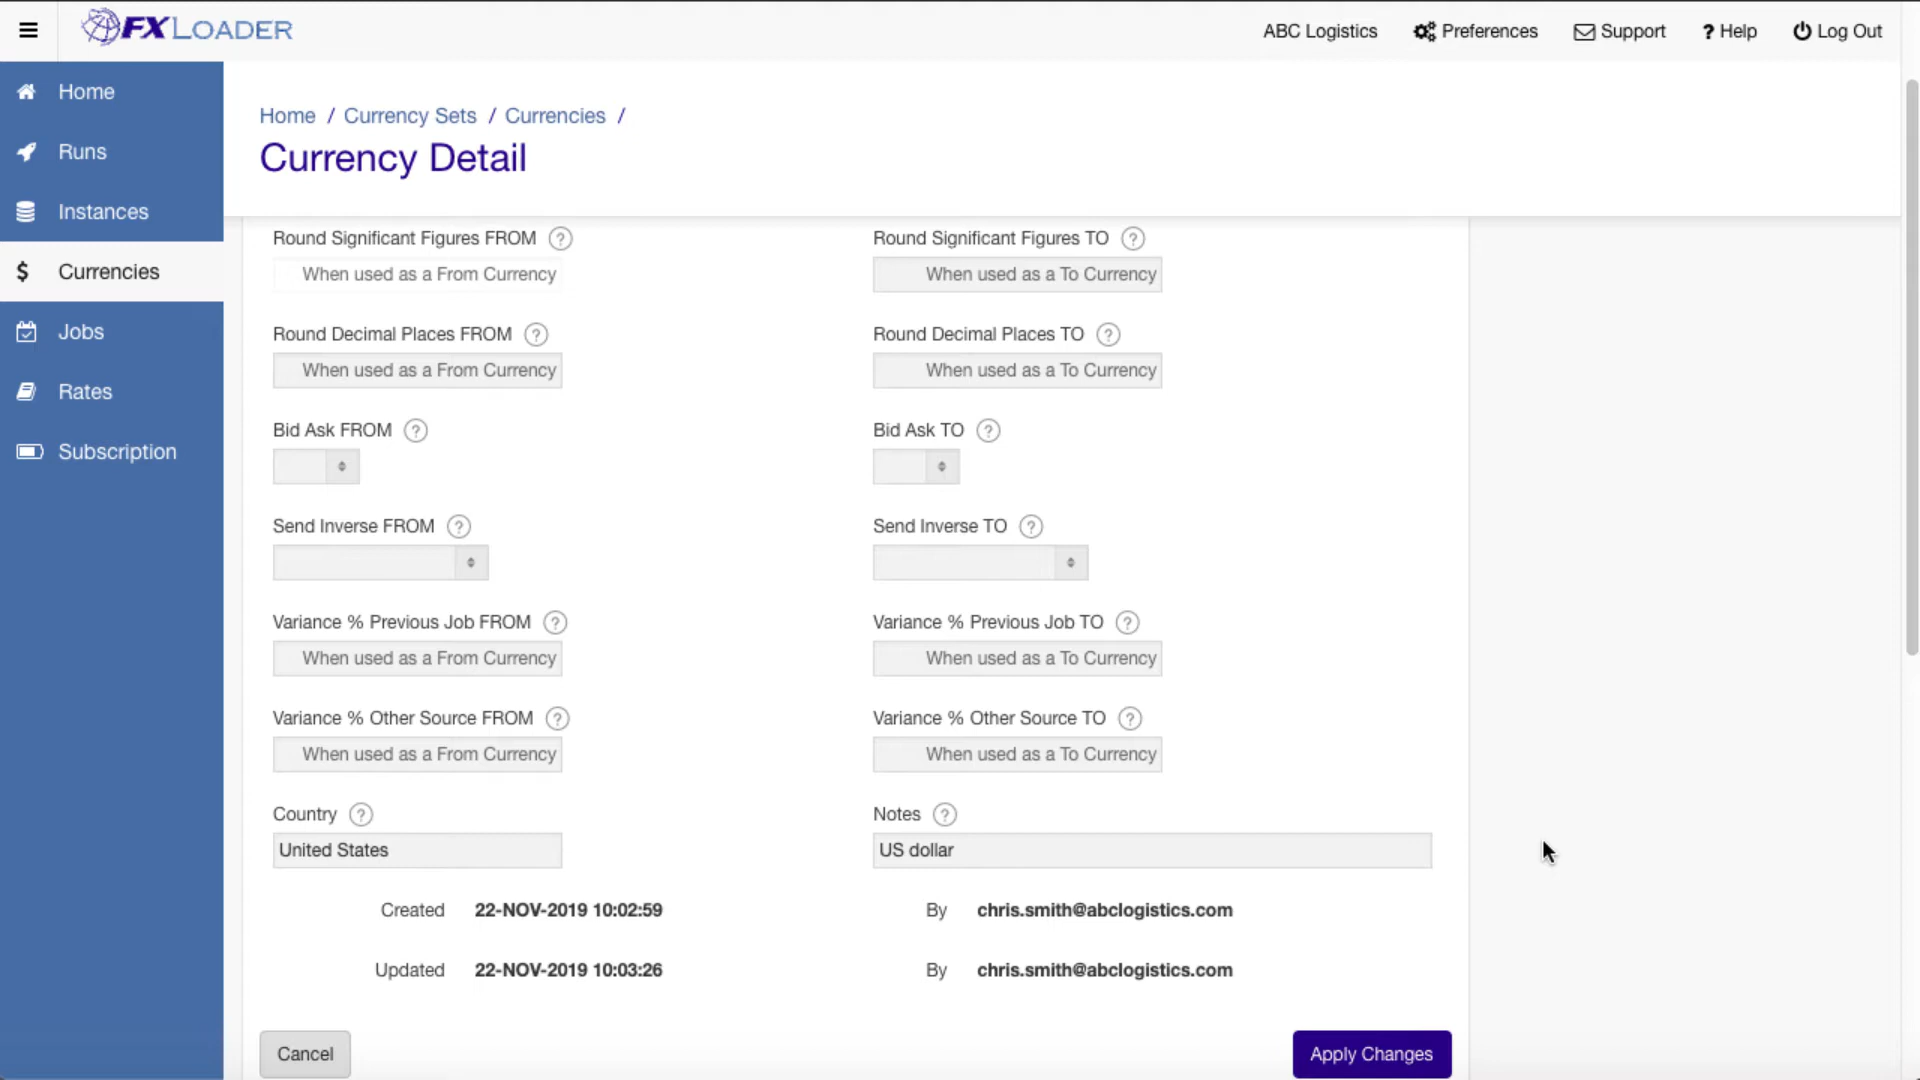 FXLOADER
ABC Logistics Preferences Support ? Help Log Out
Home
Runs
Instances
$ Currencies
Jobs
Rates
Subscription
Home / Currency Sets / Currencies /
Currency Detail
Round Significant Figures FROM ?
When used as a From Currency
Round Significant Figures TO ?
When used as a To Currency
Round Decimal Places FROM ?
When used as a From Currency
Round Decimal Places TO ?
When used as a To Currency
Bid Ask FROM ?
Bid Ask TO ?
Send Inverse FROM ?
Send Inverse TO ?
Variance % Previous Job FROM ?
When used as a From Currency
Variance % Previous Job TO ?
When used as a To Currency
Variance % Other Source FROM ?
When used as a From Currency
Variance % Other Source TO ?
When used as a To Currency
Country ?
United States
Notes ?
US dollar
Created 22-NOV-2019 10:02:59 By chris.smith@abclogistics.com
Updated 22-NOV-2019 10:03:26 By chris.smith@abclogistics.com
Cancel Apply Changes